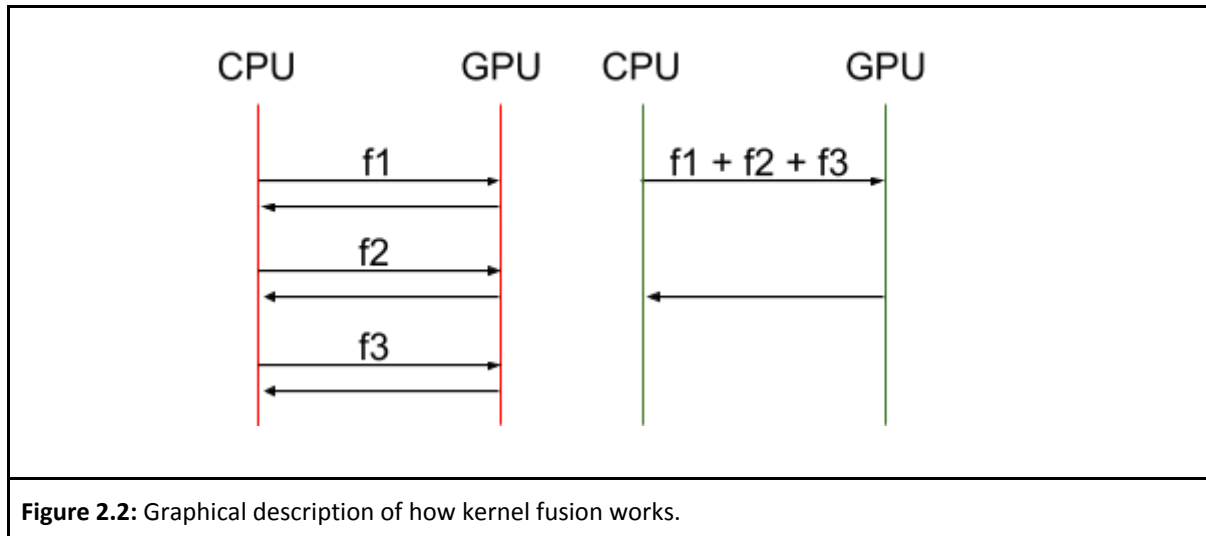 CPU GPU CPU GPU
f1 f1 + f2 + f3
f2
f3
Figure 2.2: Graphical description of how kernel fusion works.